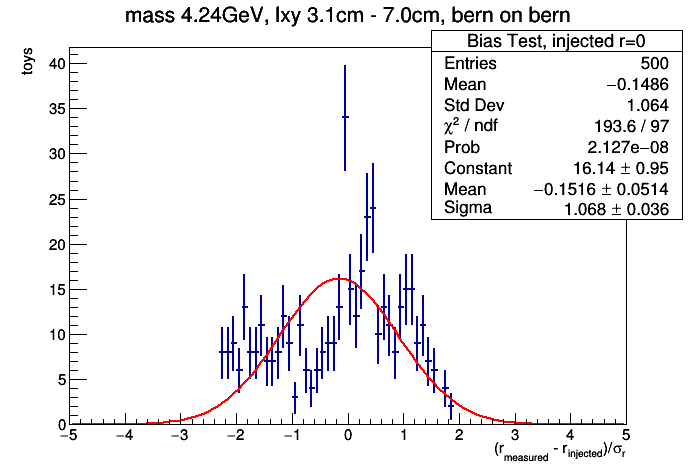 mass 4.24GeV, lxy 3.1cm - 7.0cm, bern on bern
Bias Test, injected r=0
Entries 500
Mean −0.1486
Std Dev 1.064
χ² / ndf 193.6 / 97
Prob 2.127e−08
Constant 16.14 ± 0.95
Mean −0.1516 ± 0.0514
Sigma 1.068 ± 0.036
toys
40
35
30
25
20
15
10
5
0
−5 −4 −3 −2 −1 0 1 2 3 4 5
(r_measured - r_injected)/σ_r